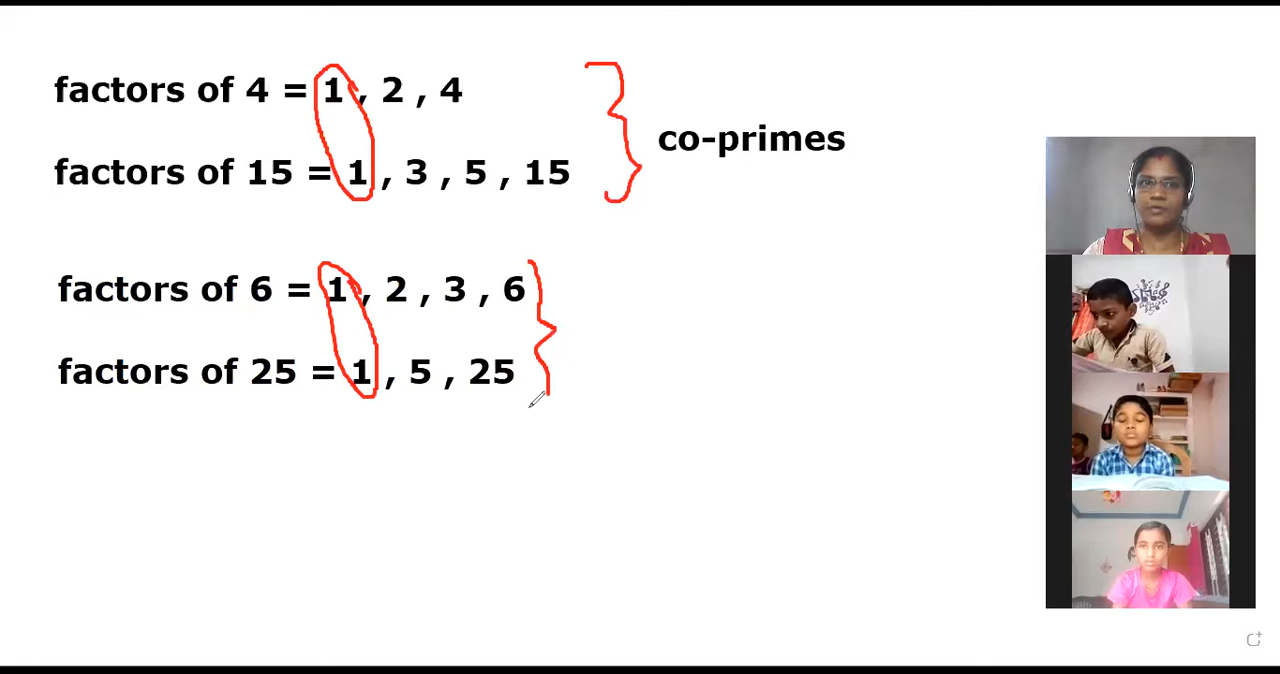 factors of 4 = 1 , 2 , 4
co-primes
factors of 15 = 1 , 3 , 5 , 15
factors of 6 = 1 , 2 , 3 , 6
factors of 25 = 1 , 5 , 25